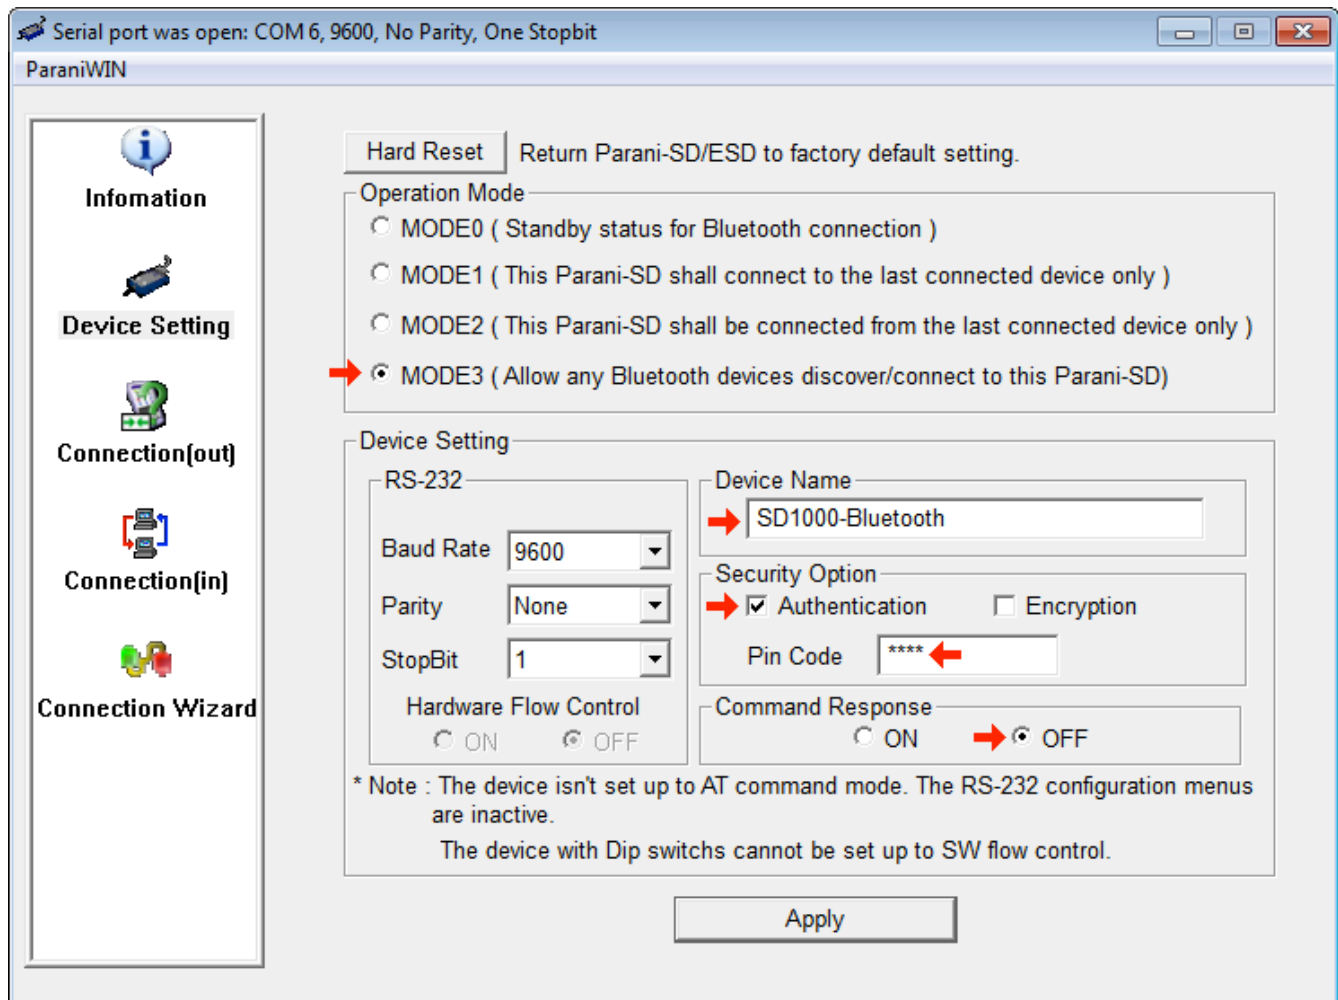 Serial port was open: COM 6, 9600, No Parity, One Stopbit
ParaniWIN
Infomation
Device Setting
Connection(out)
Connection(in)
Connection Wizard
Hard Reset Return Parani-SD/ESD to factory default setting.
Operation Mode
MODE0 ( Standby status for Bluetooth connection )
MODE1 ( This Parani-SD shall connect to the last connected device only )
MODE2 ( This Parani-SD shall be connected from the last connected device only )
MODE3 ( Allow any Bluetooth devices discover/connect to this Parani-SD)
Device Setting
RS-232
Baud Rate 9600
Parity None
StopBit 1
Hardware Flow Control
ON OFF
Device Name
SD1000-Bluetooth
Security Option
Authentication Encryption
Pin Code ****
Command Response
ON OFF
* Note : The device isn't set up to AT command mode. The RS-232 configuration menus
are inactive.
The device with Dip switchs cannot be set up to SW flow control.
Apply